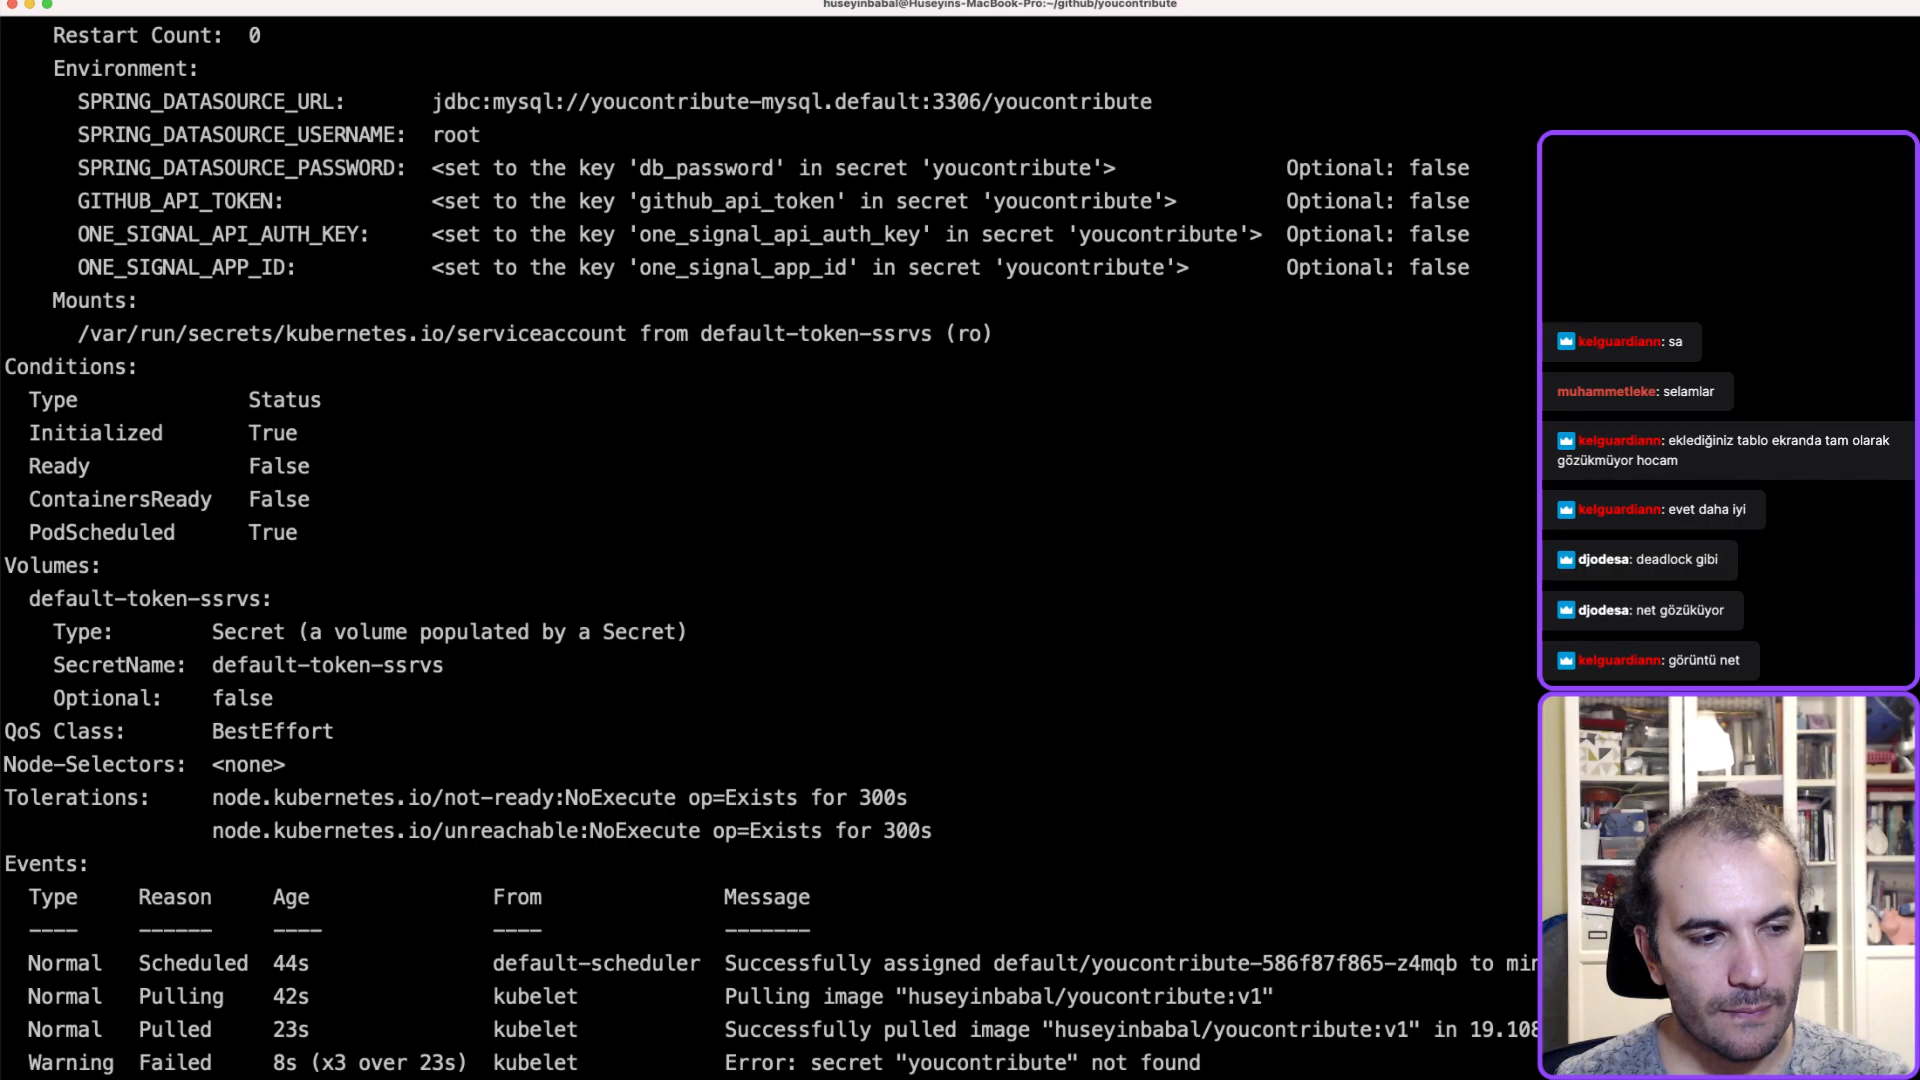 huseyinbabal@Huseyins-MacBook-Pro:~/github/youcontribute
Restart Count: 0
Environment:
SPRING_DATASOURCE_URL: jdbc:mysql://youcontribute-mysql.default:3306/youcontribute
SPRING_DATASOURCE_USERNAME: root
SPRING_DATASOURCE_PASSWORD: <set to the key 'db_password' in secret 'youcontribute'> Optional: false
GITHUB_API_TOKEN: <set to the key 'github_api_token' in secret 'youcontribute'> Optional: false
ONE_SIGNAL_API_AUTH_KEY: <set to the key 'one_signal_api_auth_key' in secret 'youcontribute'> Optional: false
ONE_SIGNAL_APP_ID: <set to the key 'one_signal_app_id' in secret 'youcontribute'> Optional: false
Mounts:
/var/run/secrets/kubernetes.io/serviceaccount from default-token-ssrvs (ro)
Conditions:
Type Status
Initialized True
Ready False
ContainersReady False
PodScheduled True
Volumes:
default-token-ssrvs:
Type: Secret (a volume populated by a Secret)
SecretName: default-token-ssrvs
Optional: false
QoS Class: BestEffort
Node-Selectors: <none>
Tolerations: node.kubernetes.io/not-ready:NoExecute op=Exists for 300s
node.kubernetes.io/unreachable:NoExecute op=Exists for 300s
Events:
Type Reason Age From Message
---- ------ ---- ---- -------
Normal Scheduled 44s default-scheduler Successfully assigned default/youcontribute-586f87f865-z4mqb to min
Normal Pulling 42s kubelet Pulling image "huseyinbabal/youcontribute:v1"
Normal Pulled 23s kubelet Successfully pulled image "huseyinbabal/youcontribute:v1" in 19.108
Warning Failed 8s (x3 over 23s) kubelet Error: secret "youcontribute" not found
kelguardiann: sa
muhammetleke: selamlar
kelguardiann: eklediğiniz tablo ekranda tam olarak
gözükmüyor hocam
kelguardiann: evet daha iyi
djodesa: deadlock gibi
djodesa: net gözüküyor
kelguardiann: görüntü net